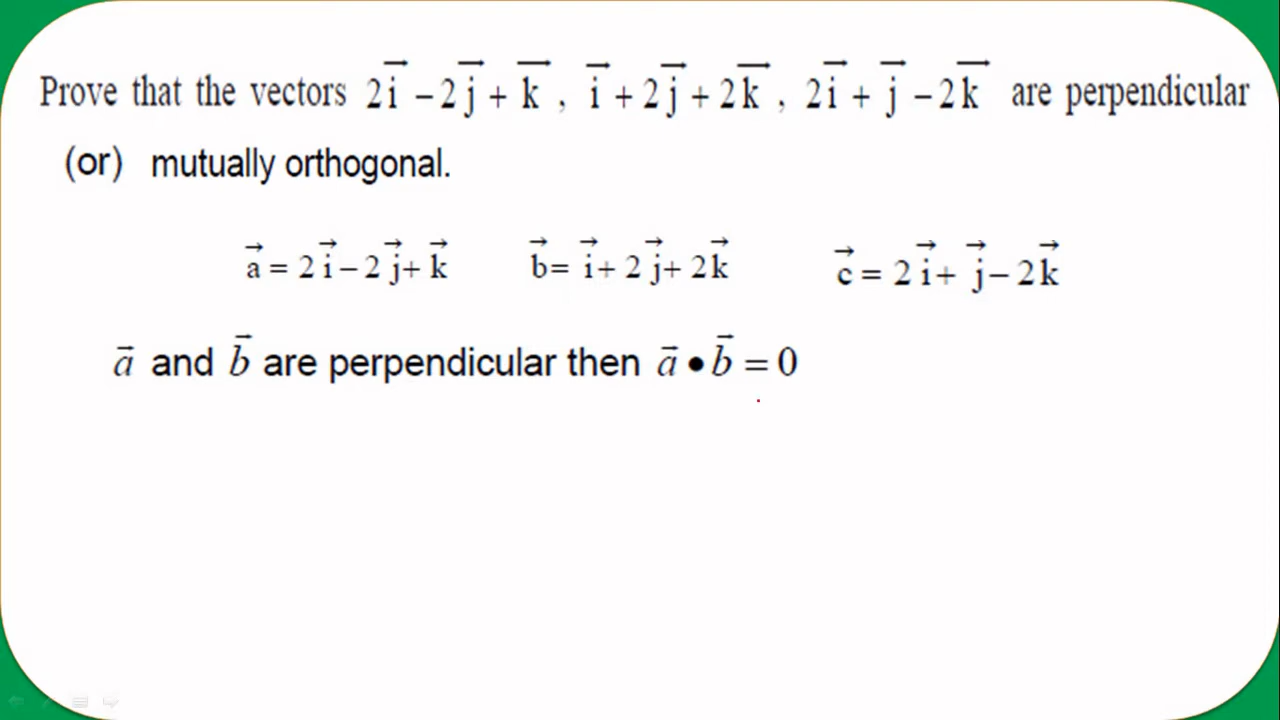 Prove that the vectors 2i⃗ − 2j⃗ + k⃗ , i⃗ + 2j⃗ + 2k⃗ , 2i⃗ + j⃗ − 2k⃗ are perpendicular
(or) mutually orthogonal.
a⃗ = 2i⃗ − 2j⃗ + k⃗ b⃗ = i⃗ + 2j⃗ + 2k⃗ c⃗ = 2i⃗ + j⃗ − 2k⃗
a⃗ and b⃗ are perpendicular then a⃗ • b⃗ = 0